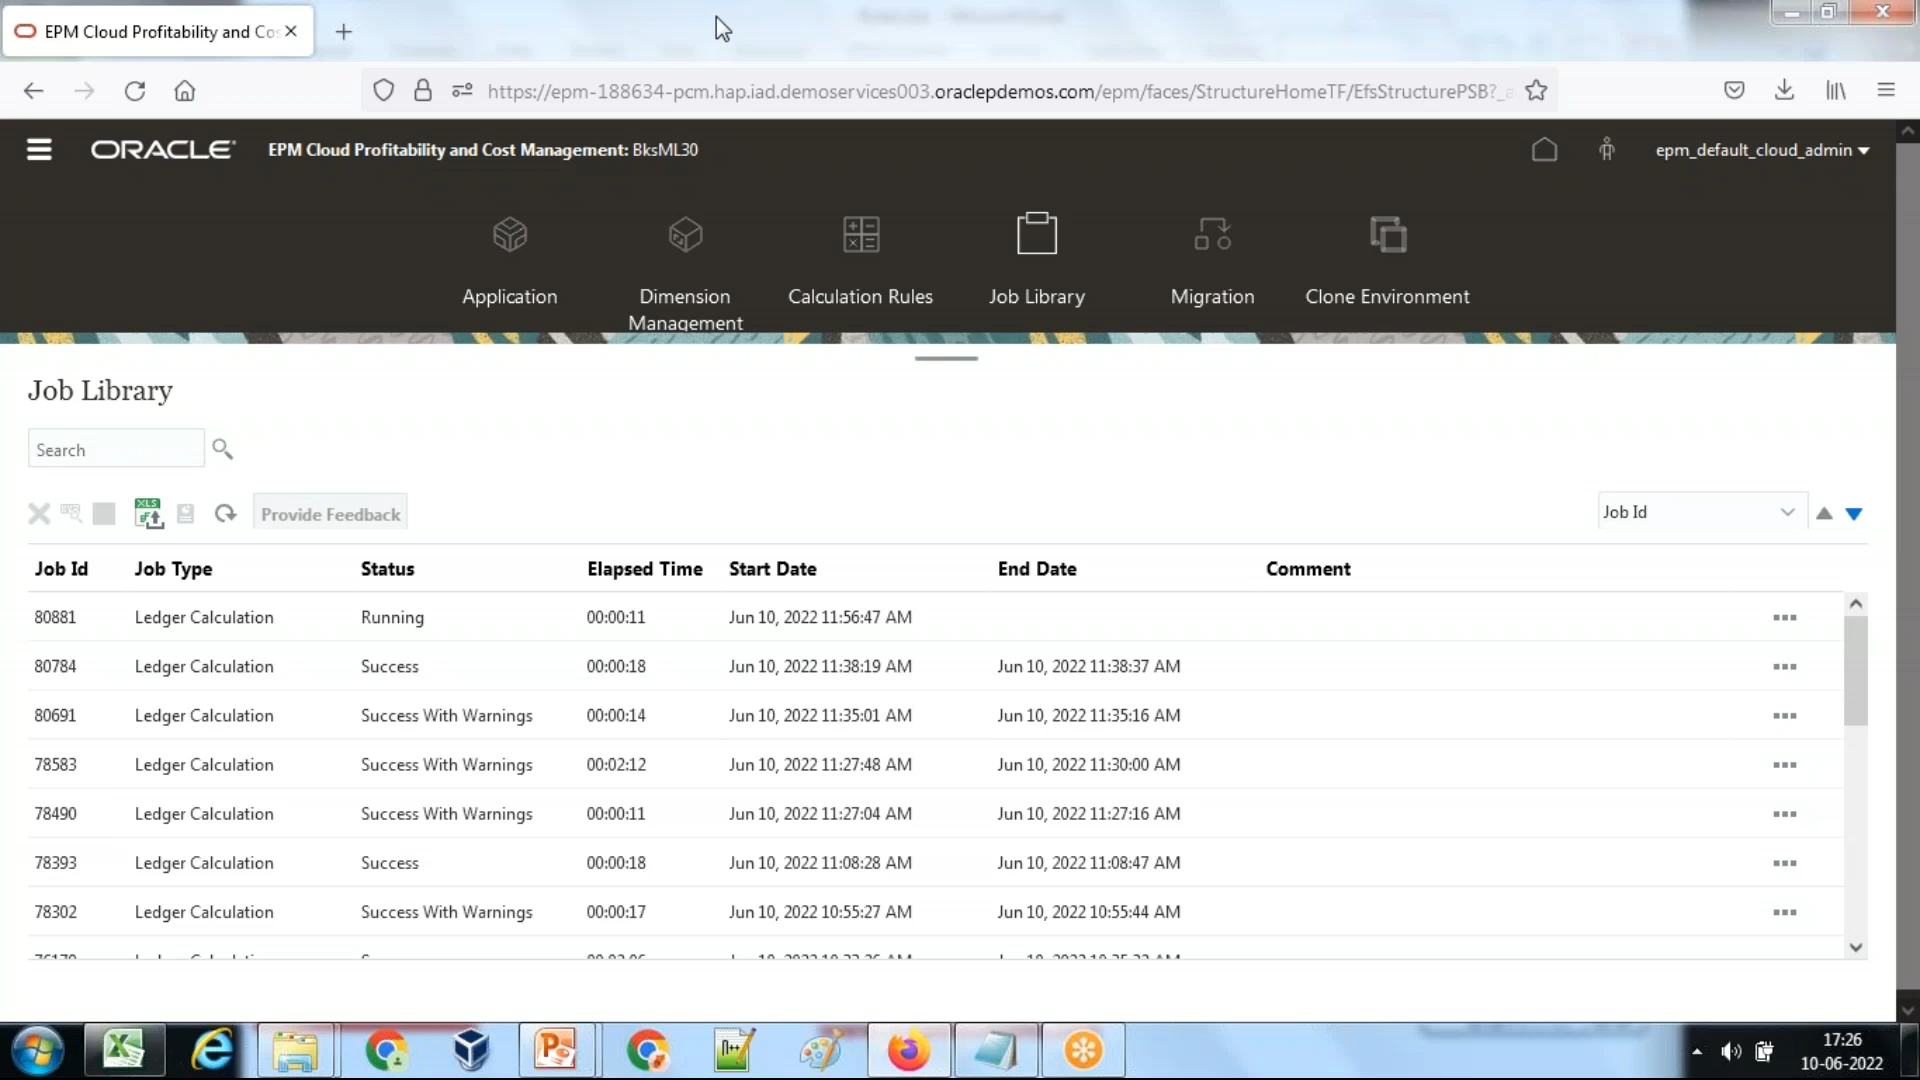 EPM Cloud Profitability and Cos
https://epm-188634-pcm.hap.iad.demoservices003.oraclepdemos.com/epm/faces/StructureHomeTF/EfsStructurePSB?_a
ORACLE EPM Cloud Profitability and Cost Management: BksML30 epm_default_cloud_admin
Application Dimension Management Calculation Rules Job Library Migration Clone Environment
Job Library
Search
XLS Provide Feedback Job Id
Job Id Job Type Status Elapsed Time Start Date End Date Comment
80881 Ledger Calculation Running 00:00:11 Jun 10, 2022 11:56:47 AM
80784 Ledger Calculation Success 00:00:18 Jun 10, 2022 11:38:19 AM Jun 10, 2022 11:38:37 AM
80691 Ledger Calculation Success With Warnings 00:00:14 Jun 10, 2022 11:35:01 AM Jun 10, 2022 11:35:16 AM
78583 Ledger Calculation Success With Warnings 00:02:12 Jun 10, 2022 11:27:48 AM Jun 10, 2022 11:30:00 AM
78490 Ledger Calculation Success With Warnings 00:00:11 Jun 10, 2022 11:27:04 AM Jun 10, 2022 11:27:16 AM
78393 Ledger Calculation Success 00:00:18 Jun 10, 2022 11:08:28 AM Jun 10, 2022 11:08:47 AM
78302 Ledger Calculation Success With Warnings 00:00:17 Jun 10, 2022 10:55:27 AM Jun 10, 2022 10:55:44 AM
17:26
10-06-2022